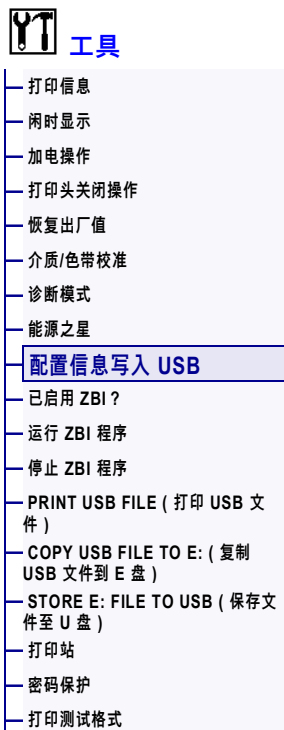 工具
打印信息
闲时显示
加电操作
打印头关闭操作
恢复出厂值
介质/色带校准
诊断模式
能源之星
配置信息写入 USB
已启用 ZBI？
运行 ZBI 程序
停止 ZBI 程序
PRINT USB FILE ( 打印 USB 文
件 )
COPY USB FILE TO E: ( 复制
USB 文件到 E 盘 )
STORE E: FILE TO USB ( 保存文
件至 U 盘 )
打印站
密码保护
打印测试格式